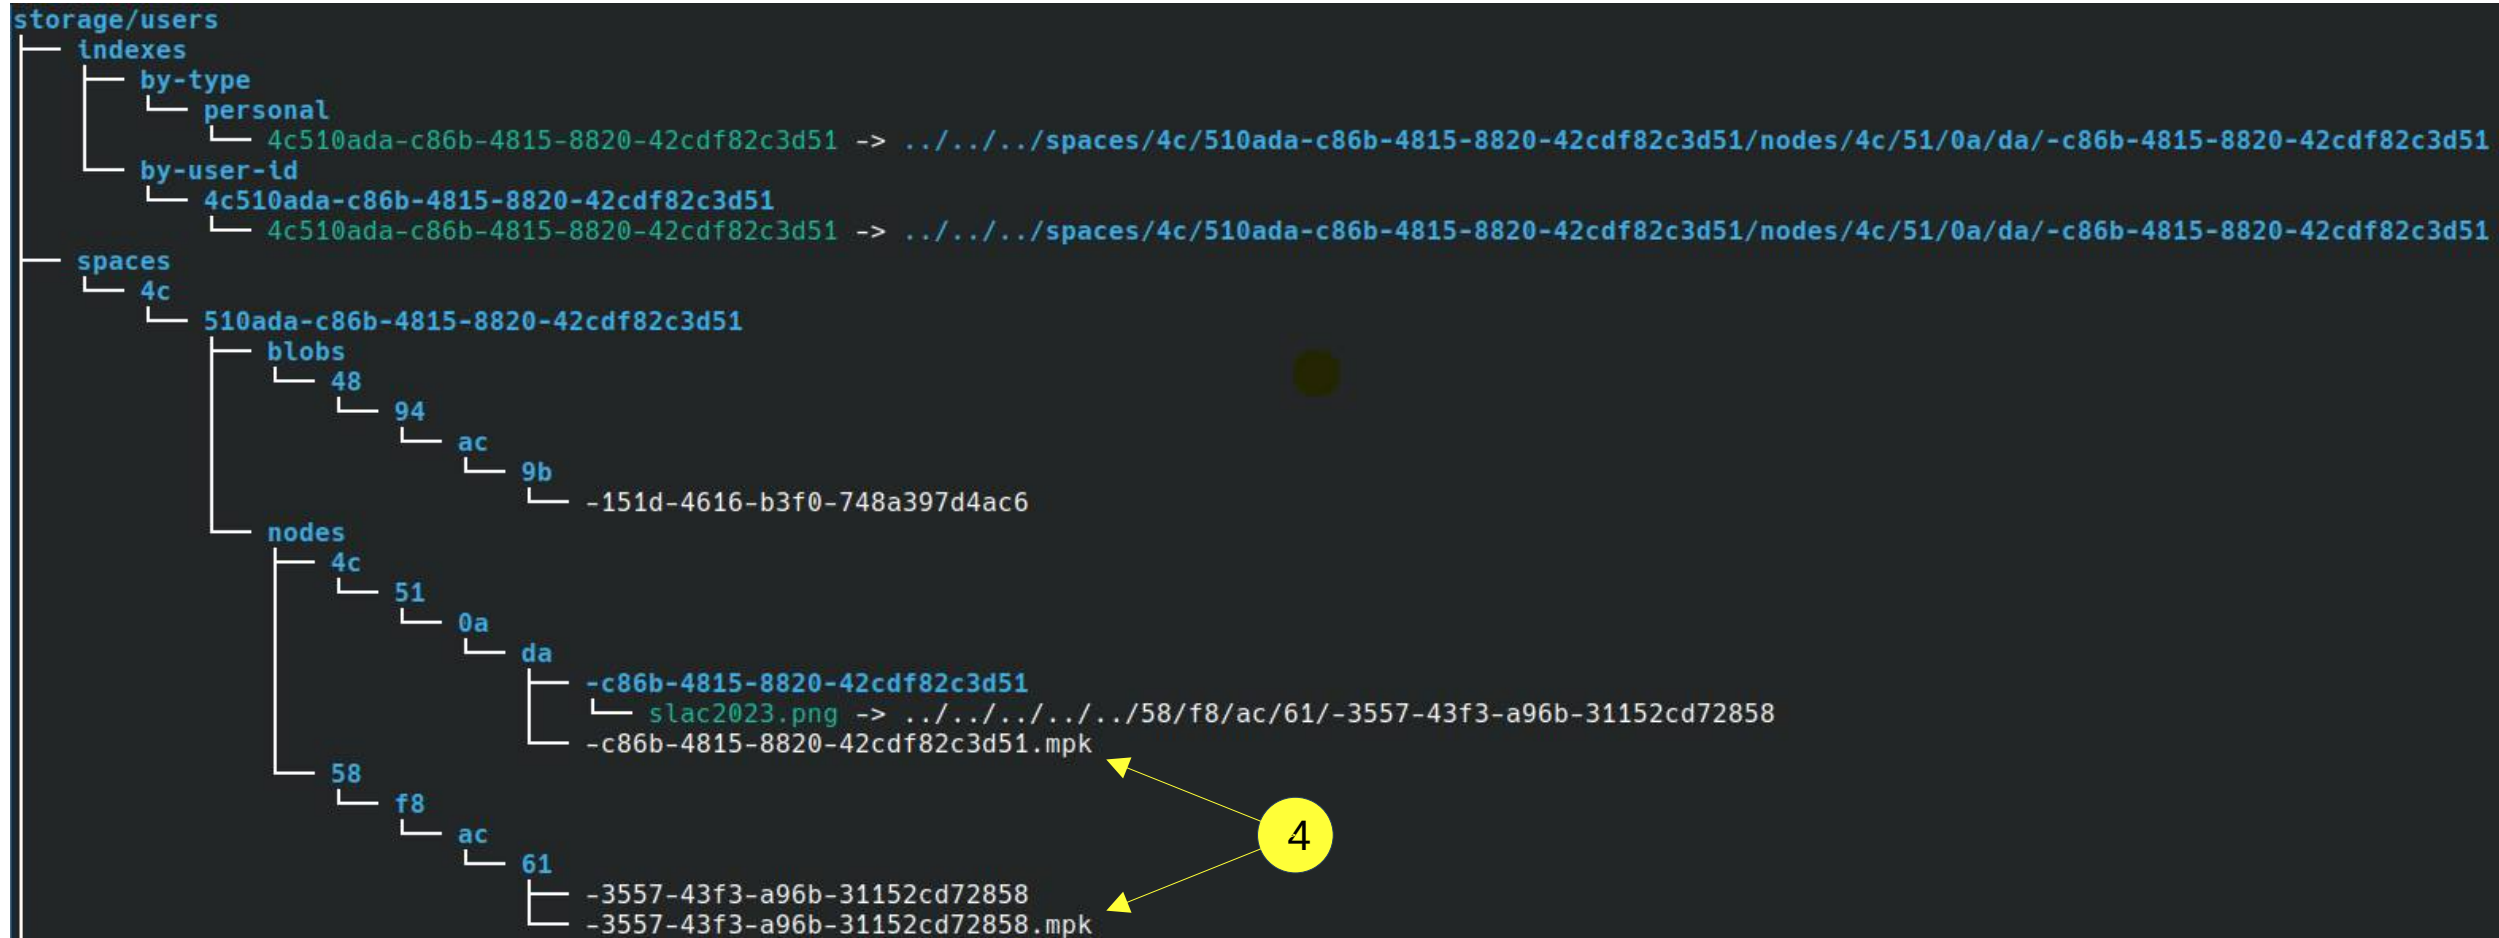 storage/users
indexes
by-type
personal
4c510ada-c86b-4815-8820-42cdf82c3d51 -> ../../../spaces/4c/510ada-c86b-4815-8820-42cdf82c3d51/nodes/4c/51/0a/da/-c86b-4815-8820-42cdf82c3d51
by-user-id
4c510ada-c86b-4815-8820-42cdf82c3d51
4c510ada-c86b-4815-8820-42cdf82c3d51 -> ../../../spaces/4c/510ada-c86b-4815-8820-42cdf82c3d51/nodes/4c/51/0a/da/-c86b-4815-8820-42cdf82c3d51
spaces
4c
510ada-c86b-4815-8820-42cdf82c3d51
blobs
48
94
ac
9b
-151d-4616-b3f0-748a397d4ac6
nodes
4c
51
0a
da
-c86b-4815-8820-42cdf82c3d51
slac2023.png -> ../../../../../58/f8/ac/61/-3557-43f3-a96b-31152cd72858
-c86b-4815-8820-42cdf82c3d51.mpk
58
f8
4
ac
61
-3557-43f3-a96b-31152cd72858
-3557-43f3-a96b-31152cd72858.mpk